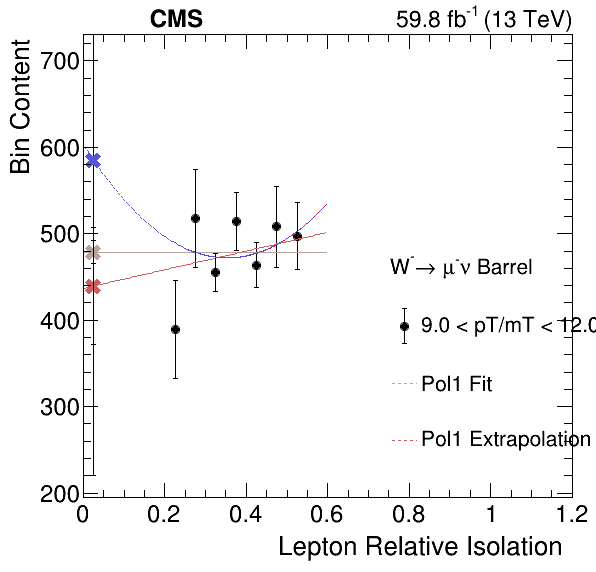 CMS 59.8 fb⁻¹ (13 TeV)
Bin Content
700
600
500
400
300
200
W⁻→ μ⁻ν Barrel
9.0 < pT/mT < 12.0
Pol1 Fit
Pol1 Extrapolation
0 0.2 0.4 0.6 0.8 1 1.2
Lepton Relative Isolation